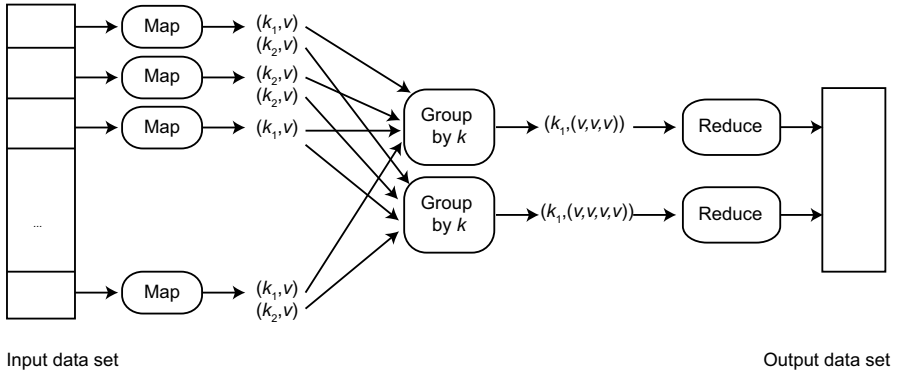 Map
(k₁,v)
(k₂,v)
Map
(k₂,v)
(k₂,v)
Map
(k₁,v)
...
Map
(k₁,v)
(k₂,v)
Group
by k
(k₁,(v,v,v))
Reduce
Group
by k
(k₁,(v,v,v,v))
Reduce
Input data set
Output data set